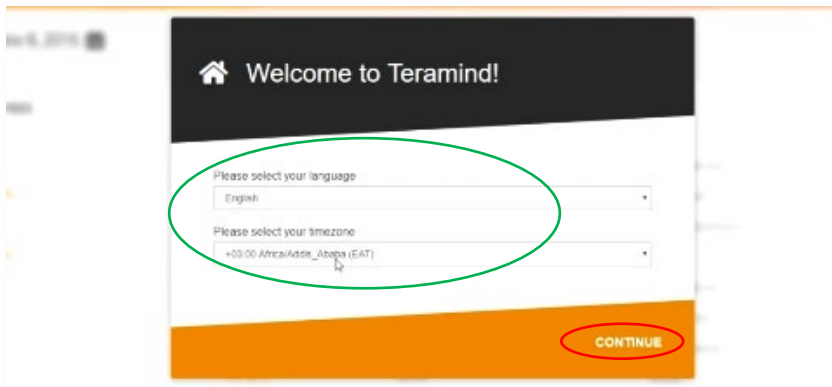 Welcome to Teramind!
Please select your language
English
Please select your timezone
+03:00 Africa/Addis_Ababa (EAT)
CONTINUE